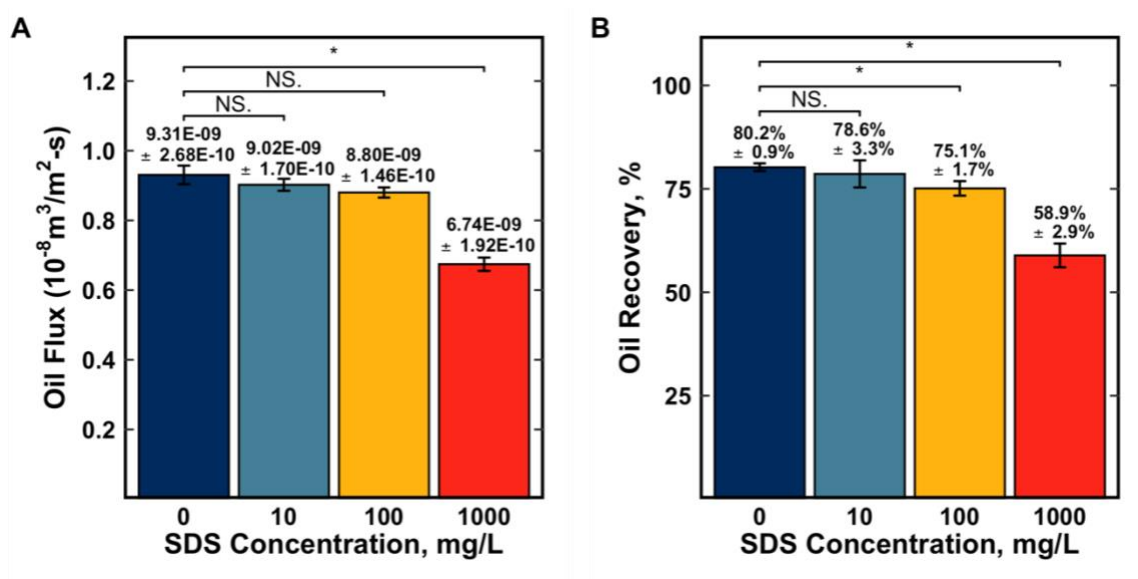 A
*
NS.
NS.
9.31E-09
± 2.68E-10
9.02E-09
± 1.70E-10
8.80E-09
± 1.46E-10
6.74E-09
± 1.92E-10
1.2
1.0
0.8
0.6
0.4
0.2
Oil Flux (10⁻⁸m³/m²-s)
0 10 100 1000
SDS Concentration, mg/L
B
*
*
NS.
80.2%
± 0.9%
78.6%
± 3.3%
75.1%
± 1.7%
58.9%
± 2.9%
100
75
50
25
Oil Recovery, %
0 10 100 1000
SDS Concentration, mg/L